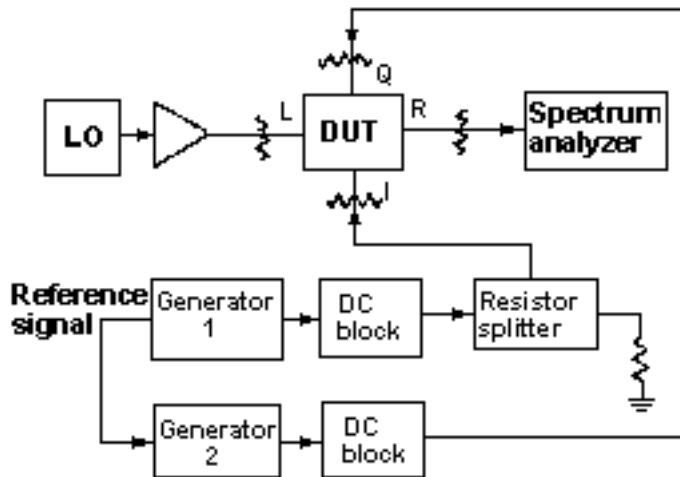 Q
L
R
LO
DUT
Spectrum
analyzer
I
Reference
signal
Generator
1
DC
block
Resistor
splitter
Generator
2
DC
block